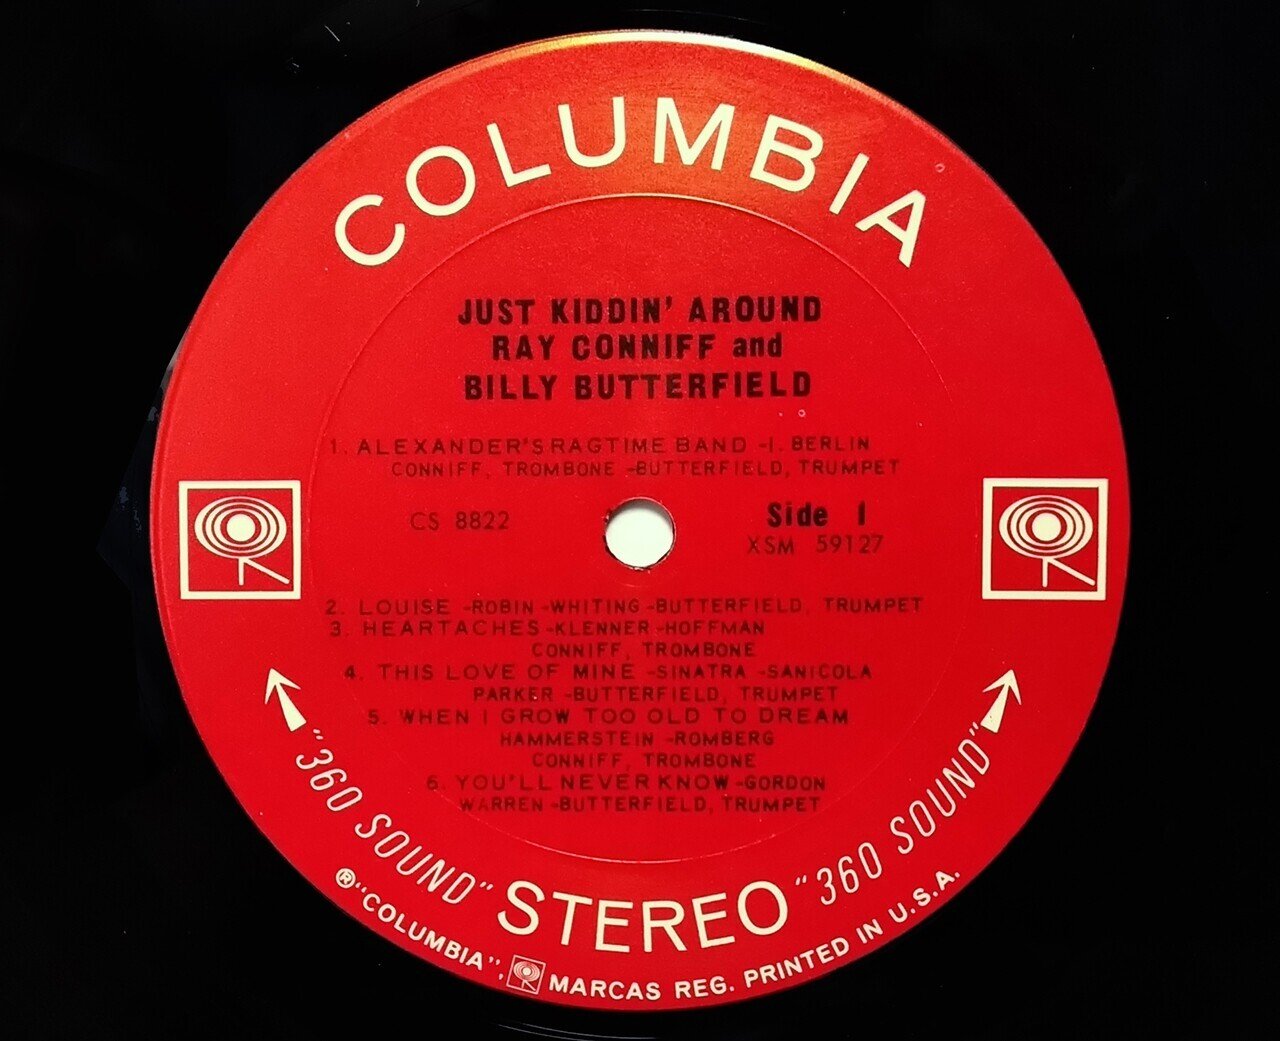 COLUMBIA
JUST KIDDIN' AROUND
RAY CONNIFF and
BILLY BUTTERFIELD
1. ALEXANDER'S RAGTIME BAND -I. BERLIN
CONNIFF, TROMBONE -BUTTERFIELD, TRUMPET
CS 8822
Side 1
XSM 59127
2. LOUISE -ROBIN -WHITING -BUTTERFIELD, TRUMPET
3. HEARTACHES -KLENNER -HOFFMAN
CONNIFF, TROMBONE
4. THIS LOVE OF MINE -SINATRA -SANICOLA
PARKER -BUTTERFIELD, TRUMPET
5. WHEN I GROW TOO OLD TO DREAM
HAMMERSTEIN -ROMBERG
CONNIFF, TROMBONE
6. YOU'LL NEVER KNOW -GORDON
WARREN -BUTTERFIELD, TRUMPET
"360 SOUND" STEREO "360 SOUND"
® "COLUMBIA", MARCAS REG. PRINTED IN U.S.A.